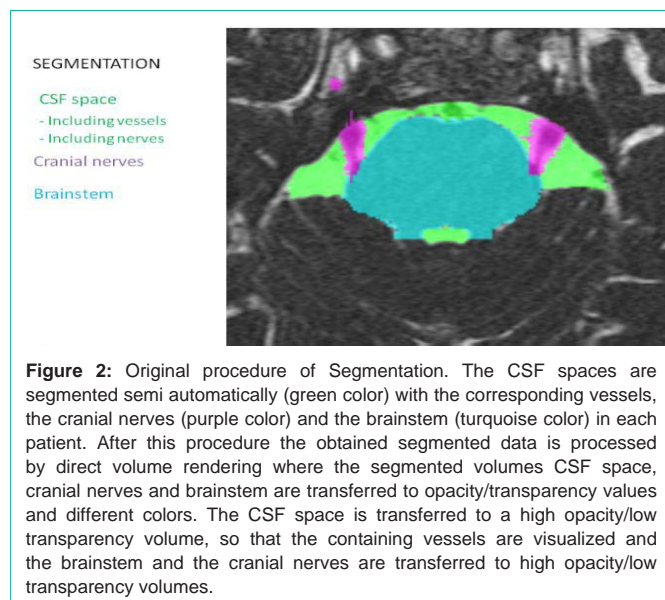 SEGMENTATION
CSF space
- Including vessels
- Including nerves
Cranial nerves
Brainstem
Figure 2: Original procedure of Segmentation. The CSF spaces are
segmented semi automatically (green color) with the corresponding vessels,
the cranial nerves (purple color) and the brainstem (turquoise color) in each
patient. After this procedure the obtained segmented data is processed
by direct volume rendering where the segmented volumes CSF space,
cranial nerves and brainstem are transferred to opacity/transparency values
and different colors. The CSF space is transferred to a high opacity/low
transparency volume, so that the containing vessels are visualized and
the brainstem and the cranial nerves are transferred to high opacity/low
transparency volumes.